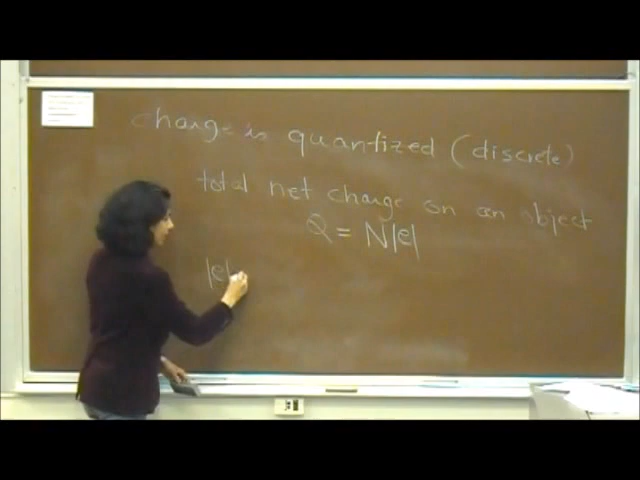 charge is quantized (discrete)
total net charge on an object
Q = N|e|
|e|